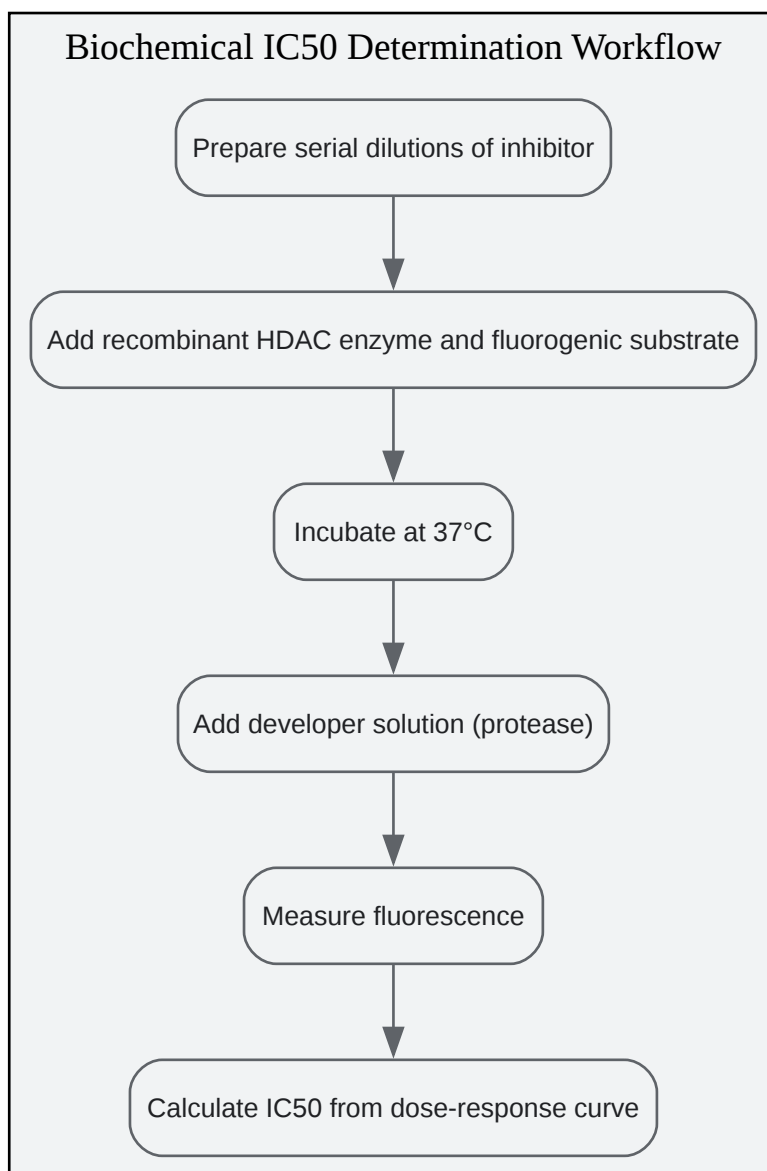 Biochemical IC50 Determination Workflow
Prepare serial dilutions of inhibitor
Add recombinant HDAC enzyme and fluorogenic substrate
Incubate at 37°C
Add developer solution (protease)
Measure fluorescence
Calculate IC50 from dose-response curve